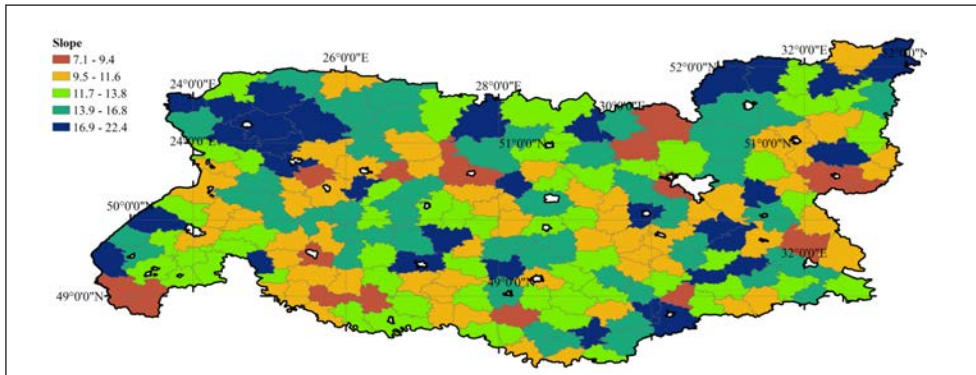 Slope
7.1 - 9.4
9.5 - 11.6
11.7 - 13.8
13.9 - 16.8
16.9 - 22.4
26°0'0"E
32°0'0"E
52°0'0"N
52°0'0"N
24°0'0"E
28°0'0"E
30°0'0"E
24°0'0"E
51°0'0"N
51°0'0"N
50°0'0"N
32°0'0"E
49°0'0"N
49°0'0"N